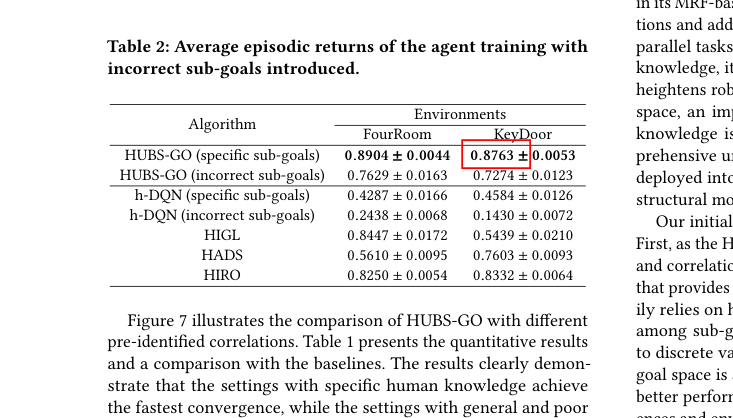 Table 2: Average episodic returns of the agent training with
incorrect sub-goals introduced.
Algorithm Environments
FourRoom KeyDoor
HUBS-GO (specific sub-goals) 0.8904 ± 0.0044 0.8763 ± 0.0053
HUBS-GO (incorrect sub-goals) 0.7629 ± 0.0163 0.7274 ± 0.0123
h-DQN (specific sub-goals) 0.4287 ± 0.0166 0.4584 ± 0.0126
h-DQN (incorrect sub-goals) 0.2438 ± 0.0068 0.1430 ± 0.0072
HIGL 0.8447 ± 0.0172 0.5439 ± 0.0210
HADS 0.5610 ± 0.0095 0.7603 ± 0.0093
HIRO 0.8250 ± 0.0054 0.8332 ± 0.0064
Figure 7 illustrates the comparison of HUBS-GO with different
pre-identified correlations. Table 1 presents the quantitative results
and a comparison with the baselines. The results clearly demon-
strate that the settings with specific human knowledge achieve
the fastest convergence, while the settings with general and poor
in its MRF-bas
tions and add
parallel tasks
knowledge, it
heightens rob
space, an imp
knowledge is
prehensive un
deployed into
structural mo
Our initial
First, as the H
and correlatio
that provides
ily relies on h
among sub-g
to discrete va
goal space is
better perform